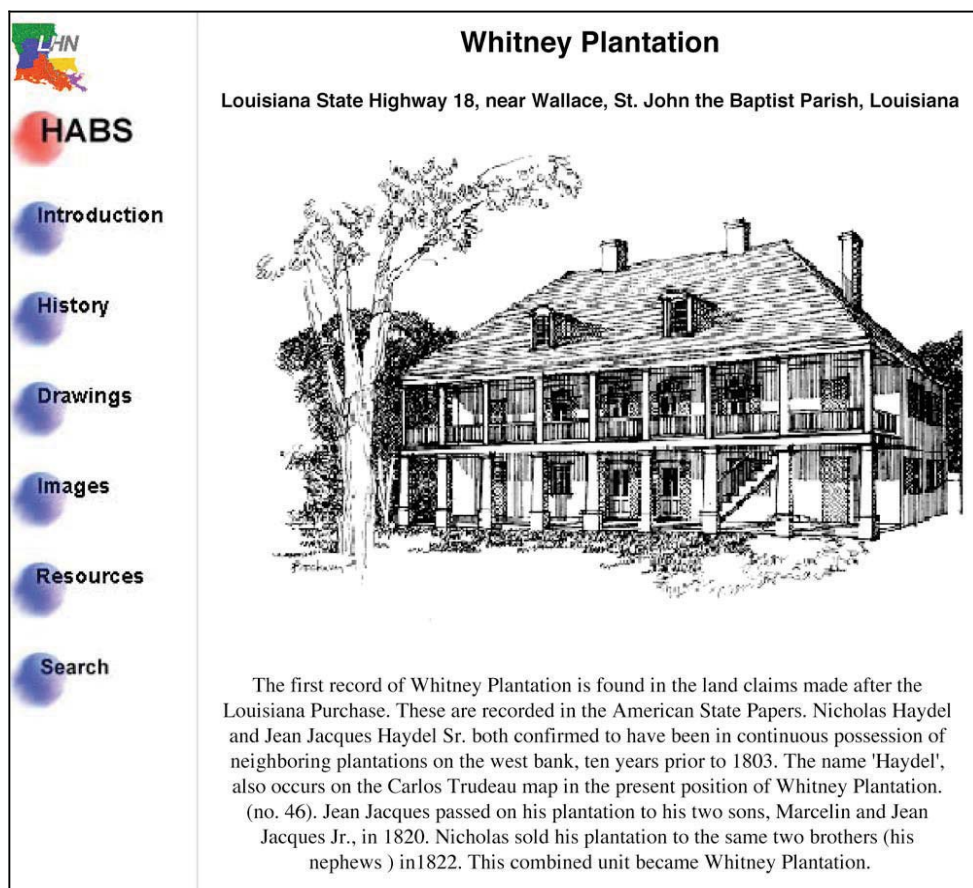 LHN
HABS
Introduction
History
Drawings
Images
Resources
Search
Whitney Plantation
Louisiana State Highway 18, near Wallace, St. John the Baptist Parish, Louisiana
The first record of Whitney Plantation is found in the land claims made after the
Louisiana Purchase. These are recorded in the American State Papers. Nicholas Haydel
and Jean Jacques Haydel Sr. both confirmed to have been in continuous possession of
neighboring plantations on the west bank, ten years prior to 1803. The name 'Haydel',
also occurs on the Carlos Trudeau map in the present position of Whitney Plantation.
(no. 46). Jean Jacques passed on his plantation to his two sons, Marcelin and Jean
Jacques Jr., in 1820. Nicholas sold his plantation to the same two brothers (his
nephews ) in1822. This combined unit became Whitney Plantation.